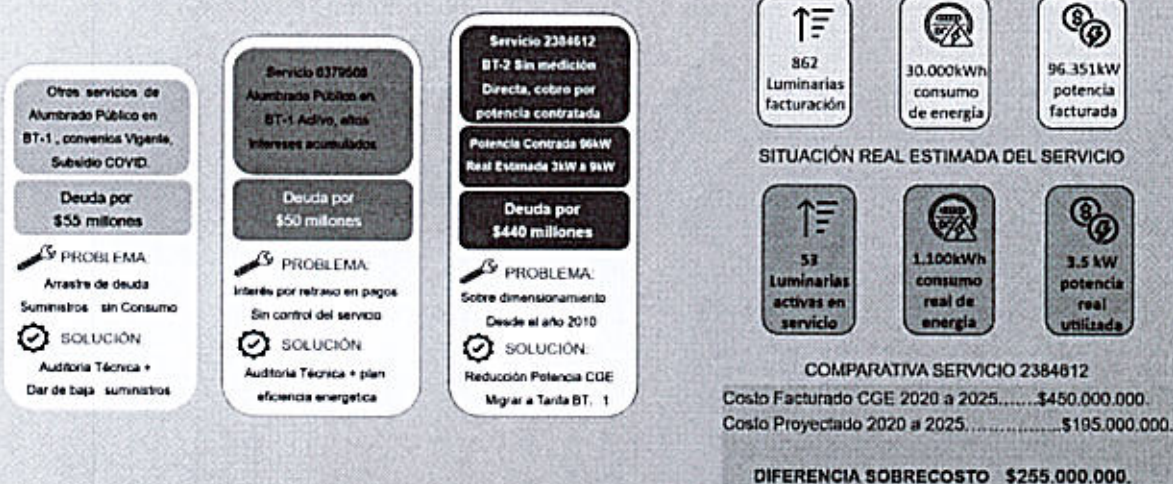 Otros servicios de
Alumbrado Público en
BT-1 , convenios Vigente,
Subsidio COVID.
Deuda por
$55 millones
PROBLEMA:
Arrastre de deuda
Suministros sin Consumo
SOLUCIÓN:
Auditoria Técnica +
Dar de baja suministros
Servicio 6379508
Alumbrado Público en
BT-1 Activo, altos
intereses acumulados
Deuda por
$50 millones
PROBLEMA:
Interés por retraso en pagos
Sin control del servicio
SOLUCIÓN
Auditoria Técnica + plan
eficiencia energetica
Servicio 2384612
BT-2 Sin medición
Directa, cobro por
potencia contratada
Potencia Contrada 96kW
Real Estimada 3kW a 9kW
Deuda por
$440 millones
PROBLEMA:
Sobre dimensionamiento
Desde el año 2010
SOLUCIÓN:
Reducción Potencia CGE
Migrar a Tarifa BT. 1
862
Luminarias
facturación
30.000kWh
consumo
de energía
96.351kW
potencia
facturada
SITUACIÓN REAL ESTIMADA DEL SERVICIO
53
Luminarias
activas en
servicio
1.100kWh
consumo
real de
energía
3.5 kW
potencia
real
utilizada
COMPARATIVA SERVICIO 2384612
Costo Facturado CGE 2020 a 2025.......$450.000.000.
Costo Proyectado 2020 a 2025.................$195.000.000.
DIFERENCIA SOBRECOSTO $255.000.000.